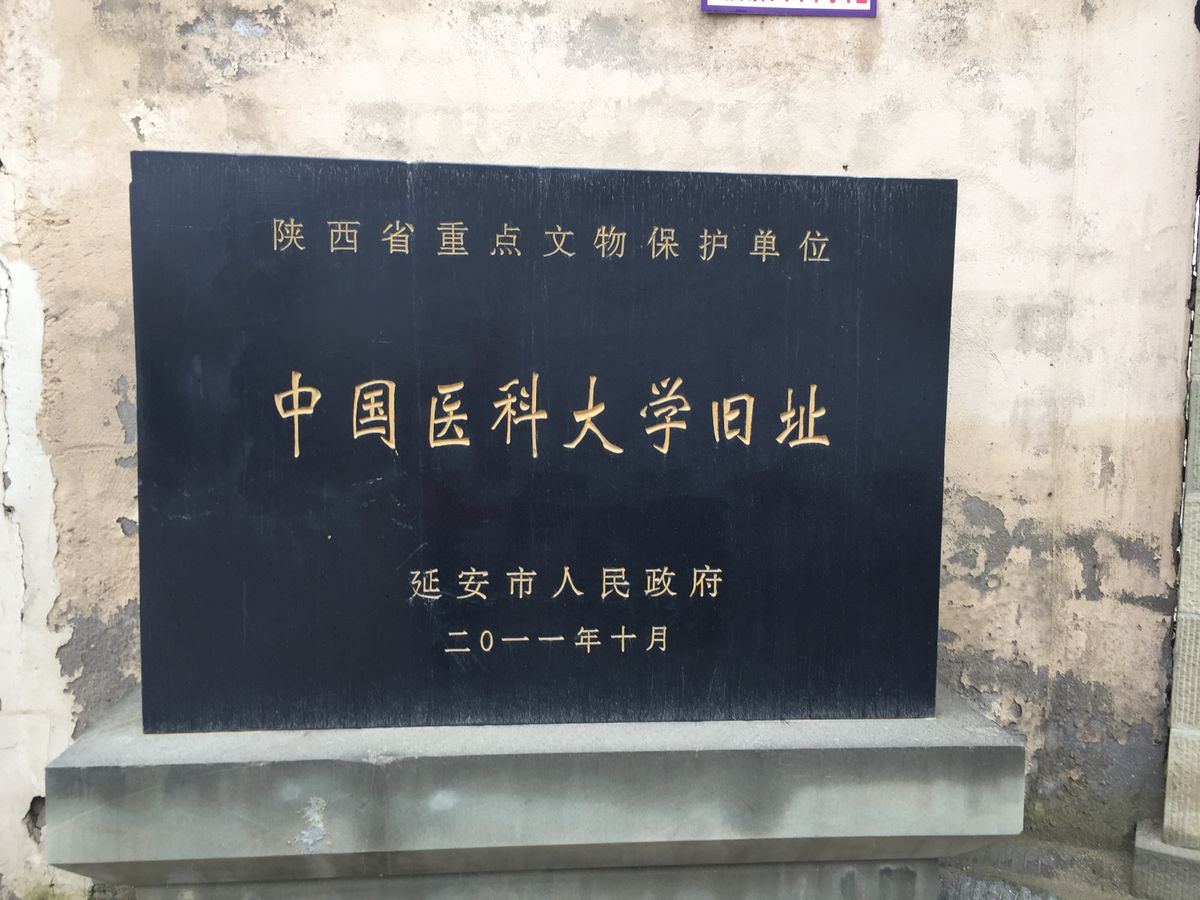 陕西省重点文物保护单位
中国医科大学旧址
延安市人民政府
二〇一一年十月